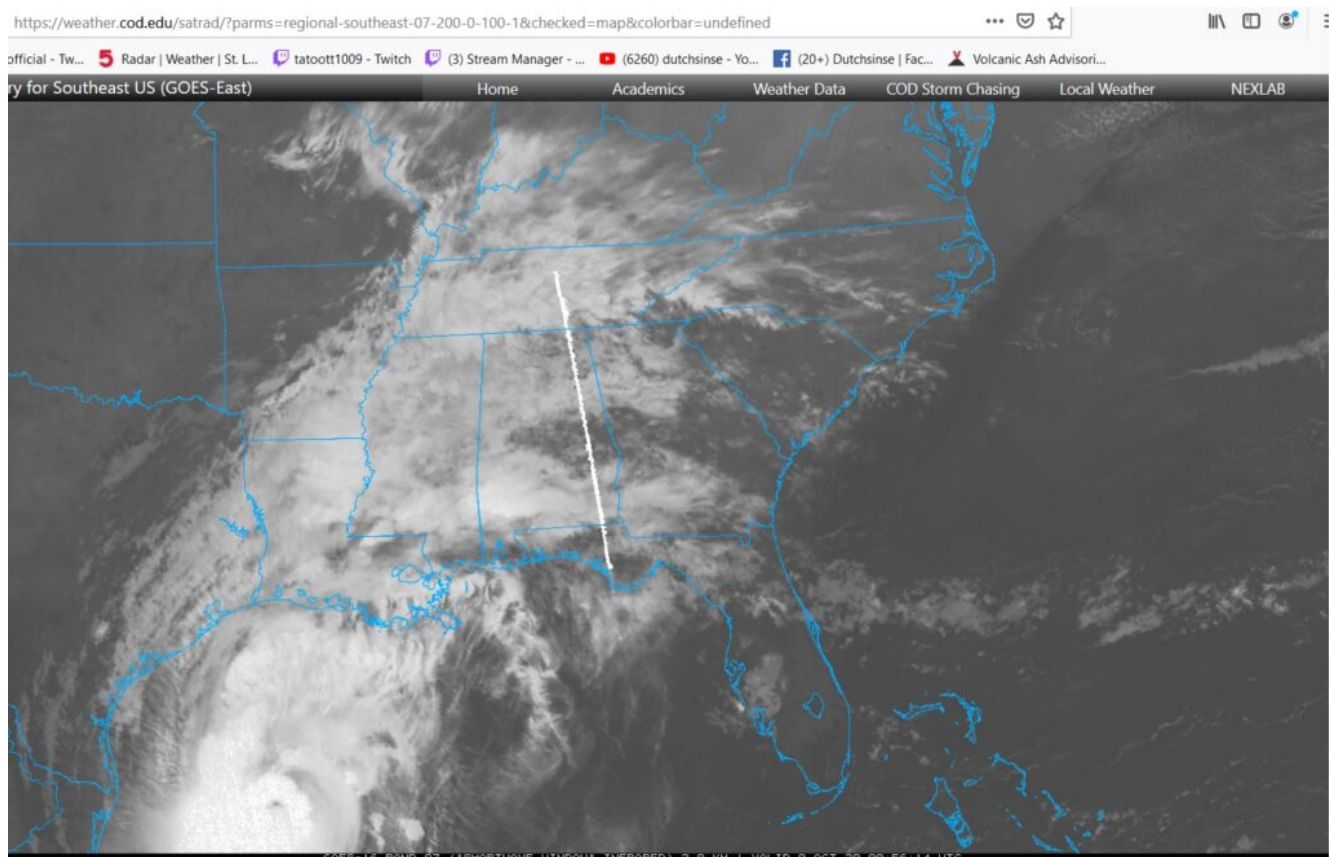 https://weather.cod.edu/satrad/?parms=regional-southeast-07-200-0-100-1&checked=map&colorbar=undefined
official - Tw... 5 Radar | Weather | St. L... tatoott1009 - Twitch (3) Stream Manager - ... (6260) dutchsinse - Yo... (20+) Dutchsinse | Fac... Volcanic Ash Advisori...
ry for Southeast US (GOES-East) Home Academics Weather Data COD Storm Chasing Local Weather NEXLAB